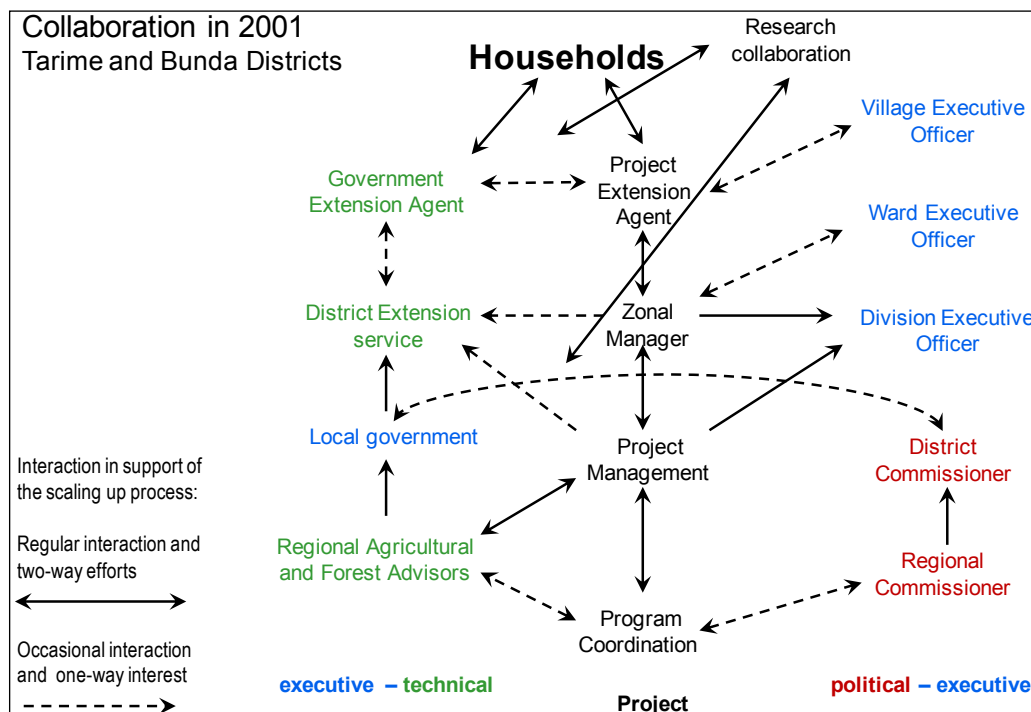 Collaboration in 2001
Tarime and Bunda Districts
Households
Research
collaboration
Village Executive
Officer
Government
Extension Agent
Project
Extension
Agent
Ward Executive
Officer
District Extension
service
Zonal
Manager
Division Executive
Officer
Local government
Project
Management
District
Commissioner
Interaction in support of
the scaling up process:
Regular interaction and
two-way efforts
Regional Agricultural
and Forest Advisors
Regional
Commissioner
Program
Coordination
Occasional interaction
and one-way interest
executive – technical
Project
political – executive